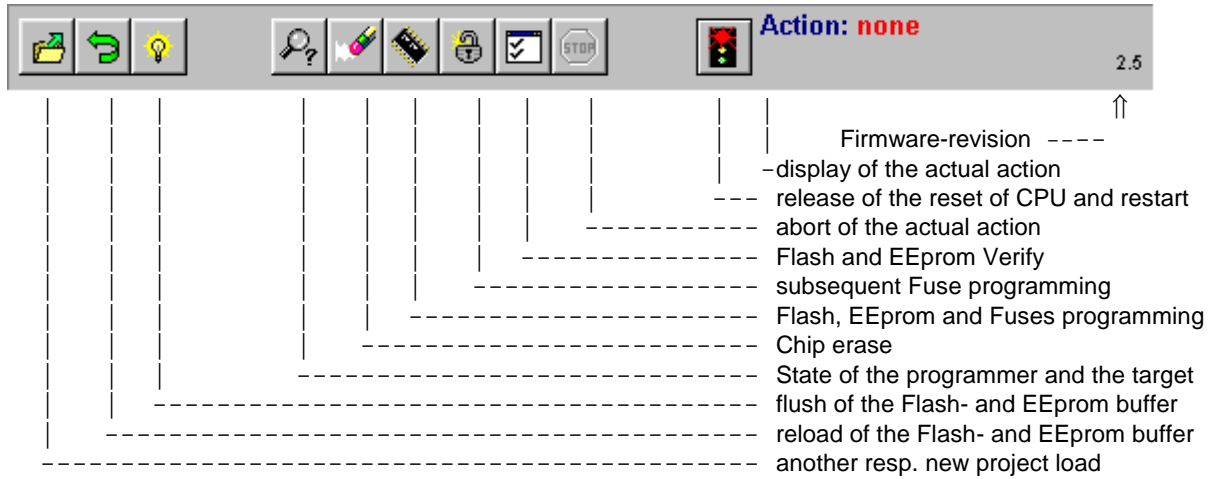 Action: none
STOP
2.5
Firmware-revision
display of the actual action
release of the reset of CPU and restart
abort of the actual action
Flash and EEprom Verify
subsequent Fuse programming
Flash, EEprom and Fuses programming
Chip erase
State of the programmer and the target
flush of the Flash- and EEprom buffer
reload of the Flash- and EEprom buffer
another resp. new project load